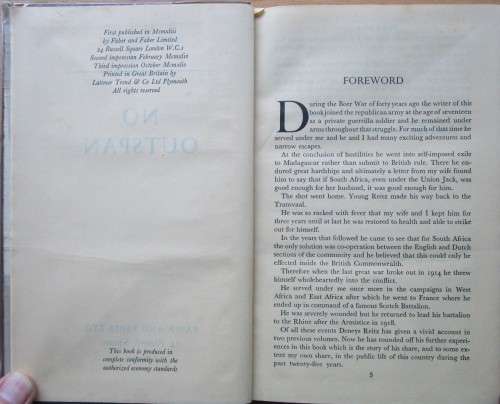 First published in Mcmxliii
by Faber and Faber Limited
24 Russell Square London W.C.1
Second impression February Mcmxliv
Third impression October Mcmxliv
Printed in Great Britain by
Latimer Trend & Co Ltd Plymouth
All rights reserved
NO
OUTSPAN
This book is produced in
complete conformity with the
authorized economy standards
FOREWORD
During the Boer War of forty years ago the writer of this
book joined the republican army at the age of seventeen
as a private guerilla soldier and he remained under
arms throughout that struggle. For much of that time he
served under me and he and I had many exciting adventures and
narrow escapes.
At the conclusion of hostilities he went into self-imposed exile
to Madagascar rather than submit to British rule. There he en-
dured great hardships and ultimately a letter from my wife found
him to say that if South Africa, even under the Union Jack, was
good enough for her husband, it was good enough for him.
The shot went home. Young Reitz made his way back to the
Transvaal.
He was so racked with fever that my wife and I kept him for
three years until at last he was restored to health and able to strike
out for himself.
In the years that followed he came to see that for South Africa
the only solution was co-operation between the English and Dutch
sections of the community and he believed that this could only be
effected inside the British Commonwealth.
Therefore when the last great war broke out in 1914 he threw
himself wholeheartedly into the conflict.
He served under me once more in the campaigns in West
Africa and East Africa after which he went to France where he
ended up in command of a famous Scotch Battalion.
He was severely wounded but he returned to lead his battalion
to the Rhine after the Armistice in 1918.
Of all these events Deneys Reitz has given a vivid account in
two previous volumes. Now he has rounded off his further experi-
ences in this book which is the story of his share, and to some ex-
tent my own share, in the public life of this country during the
past twenty-five years.
5